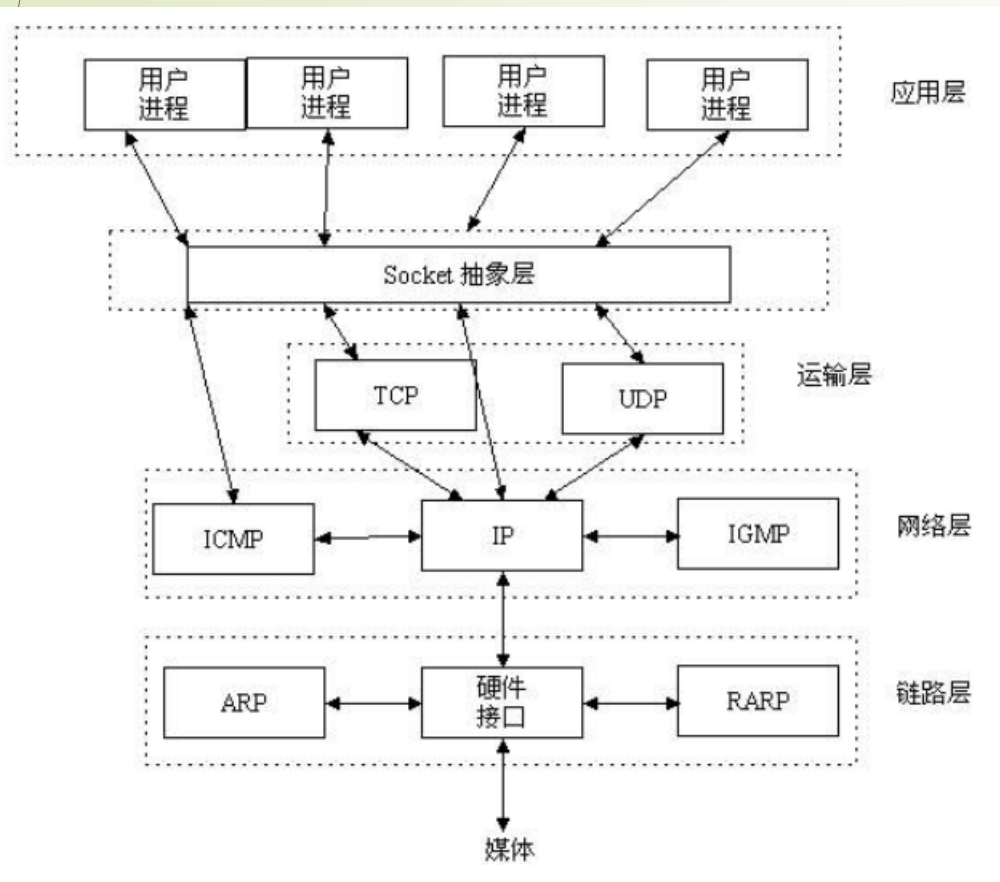 用户
进程
用户
进程
用户
进程
用户
进程
应用层
Socket 抽象层
运输层
TCP
UDP
网络层
ICMP
IP
IGMP
链路层
ARP
硬件
接口
RARP
媒体